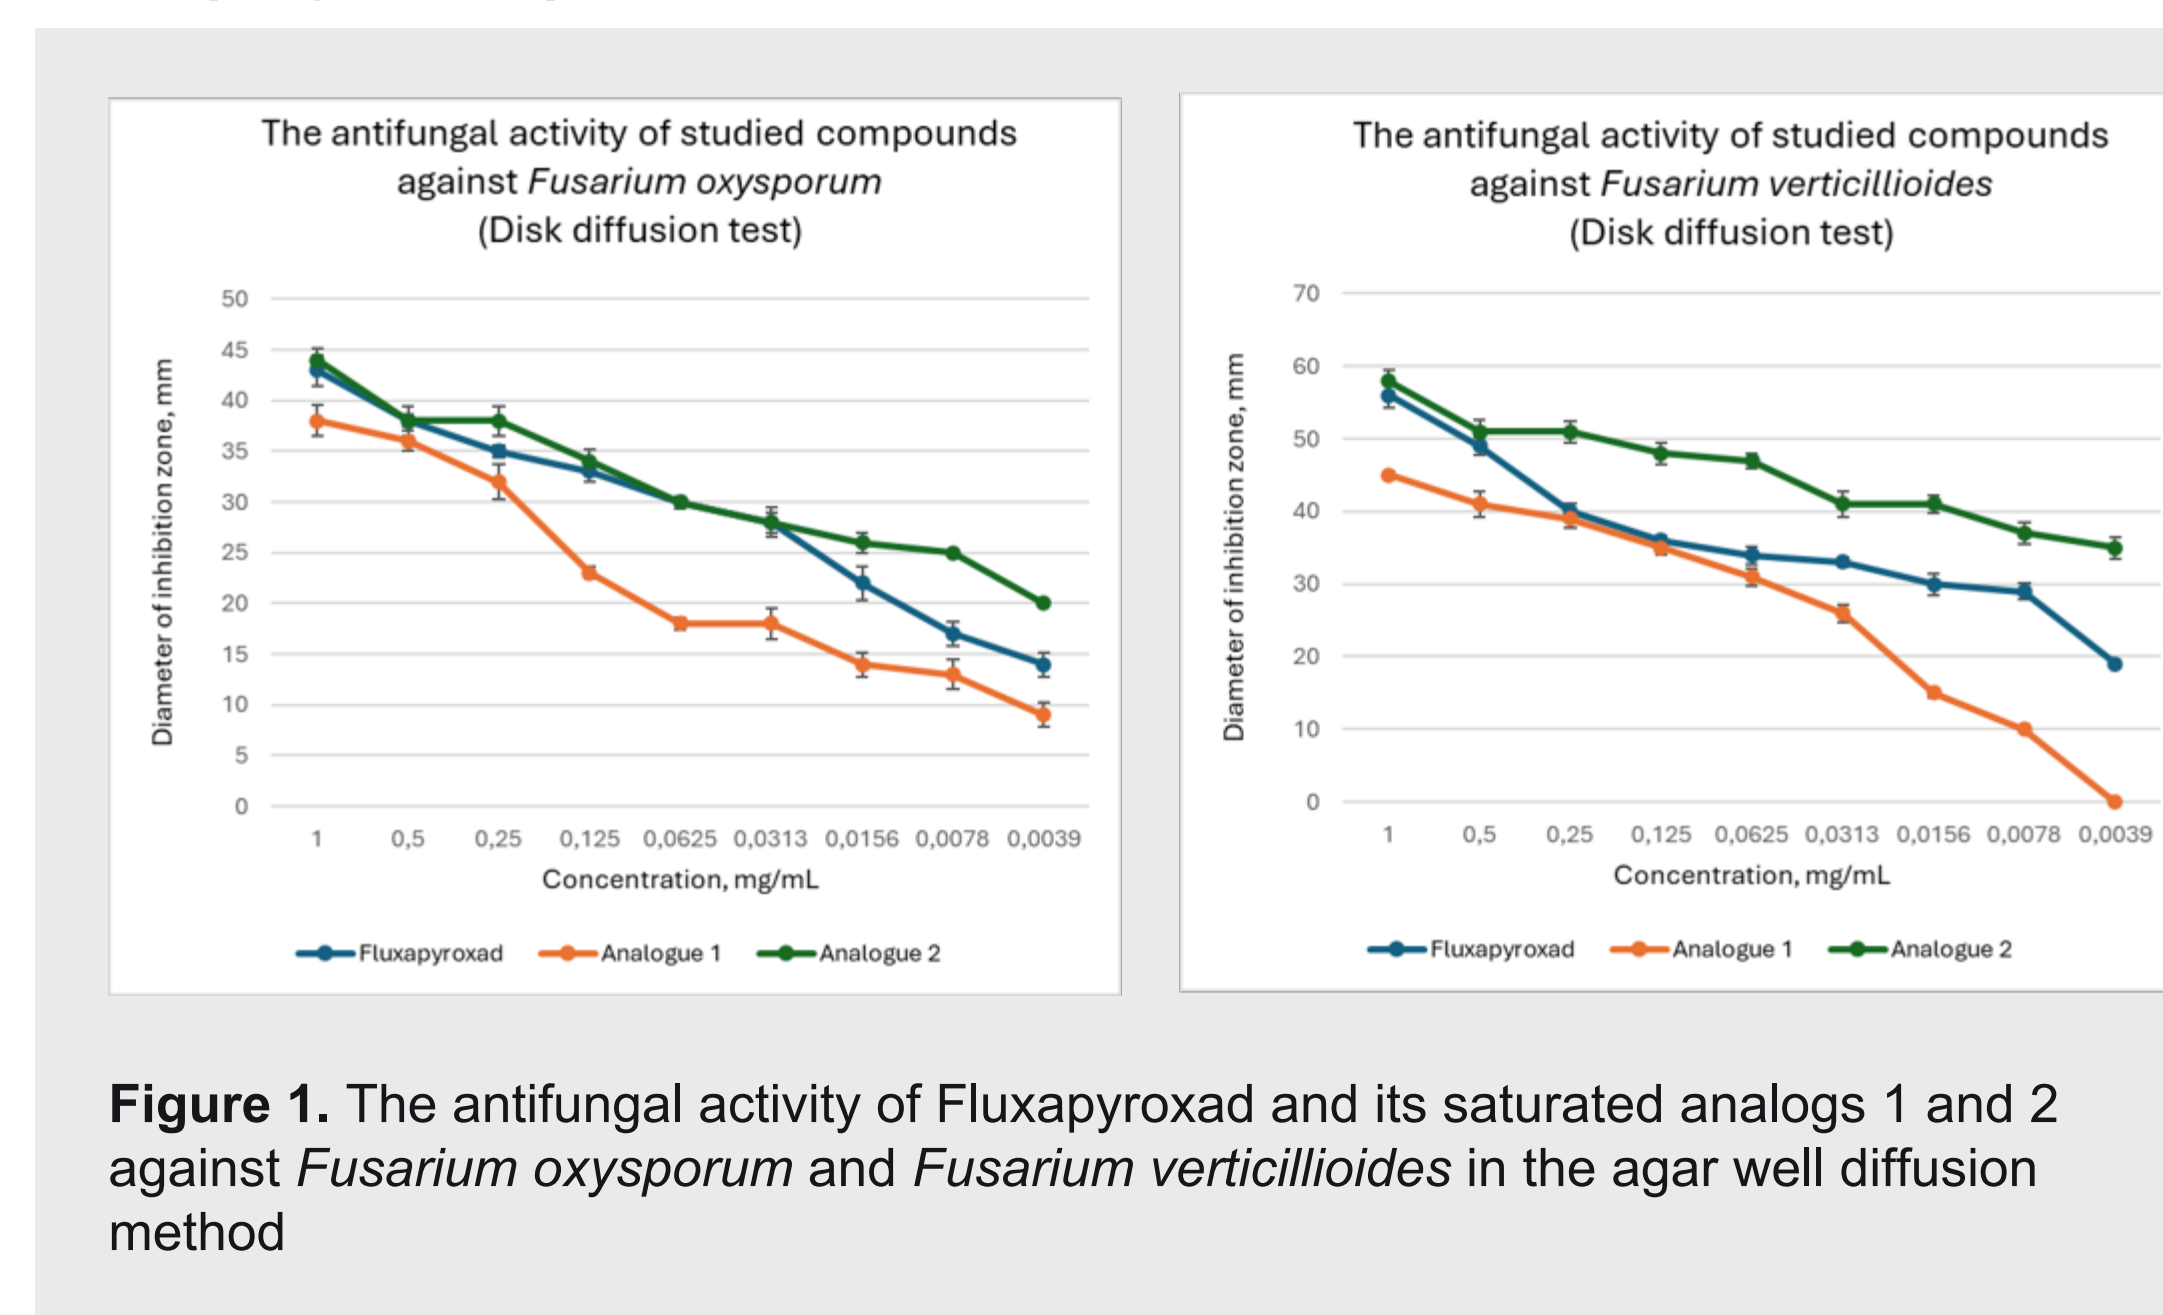 The antifungal activity of studied compounds
against Fusarium oxysporum
(Disk diffusion test)
Diameter of inhibition zone, mm
50
45
40
35
30
25
20
15
10
5
0
1 0,5 0,25 0,125 0,0625 0,0313 0,0156 0,0078 0,0039
Concentration, mg/mL
Fluxapyroxad Analogue 1 Analogue 2
The antifungal activity of studied compounds
against Fusarium verticillioides
(Disk diffusion test)
Diameter of inhibition zone, mm
70
60
50
40
30
20
10
0
1 0,5 0,25 0,125 0,0625 0,0313 0,0156 0,0078 0,0039
Concentration, mg/mL
Fluxapyroxad Analogue 1 Analogue 2
Figure 1. The antifungal activity of Fluxapyroxad and its saturated analogs 1 and 2
against Fusarium oxysporum and Fusarium verticillioides in the agar well diffusion
method